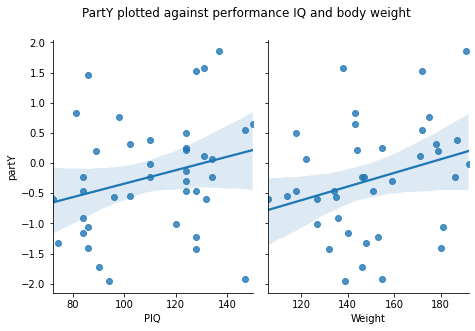 PartY plotted against performance IQ and body weight
2.0
1.5
1.0
0.5
0.0
−0.5
−1.0
−1.5
−2.0
partY
80 100 120 140
120 140 160 180
PIQ
Weight